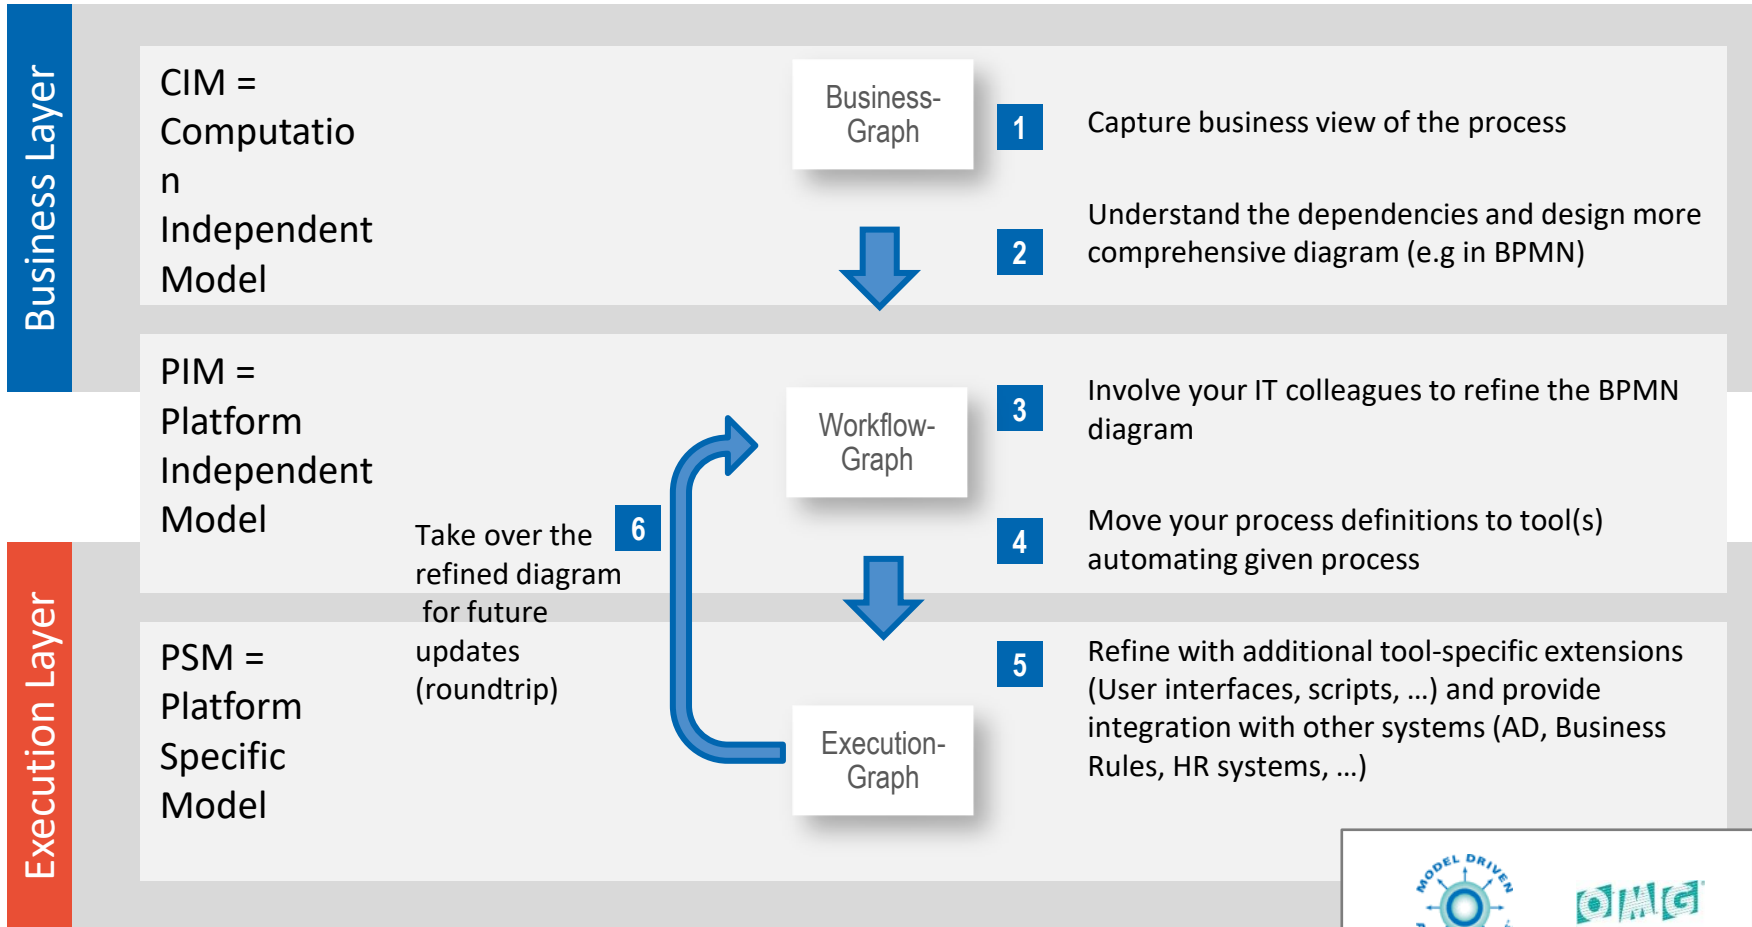 Business Layer
CIM =
Computatio
n
Independent
Model
Business-
Graph
1
Capture business view of the process
2
Understand the dependencies and design more
comprehensive diagram (e.g in BPMN)
PIM =
Platform
Independent
Model
Workflow-
Graph
3
Involve your IT colleagues to refine the BPMN
diagram
4
Move your process definitions to tool(s)
automating given process
6
Take over the
refined diagram
for future
updates
(roundtrip)
Execution Layer
PSM =
Platform
Specific
Model
Execution-
Graph
5
Refine with additional tool-specific extensions
(User interfaces, scripts, …) and provide
integration with other systems (AD, Business
Rules, HR systems, …)
MODEL DRIVEN
OMG